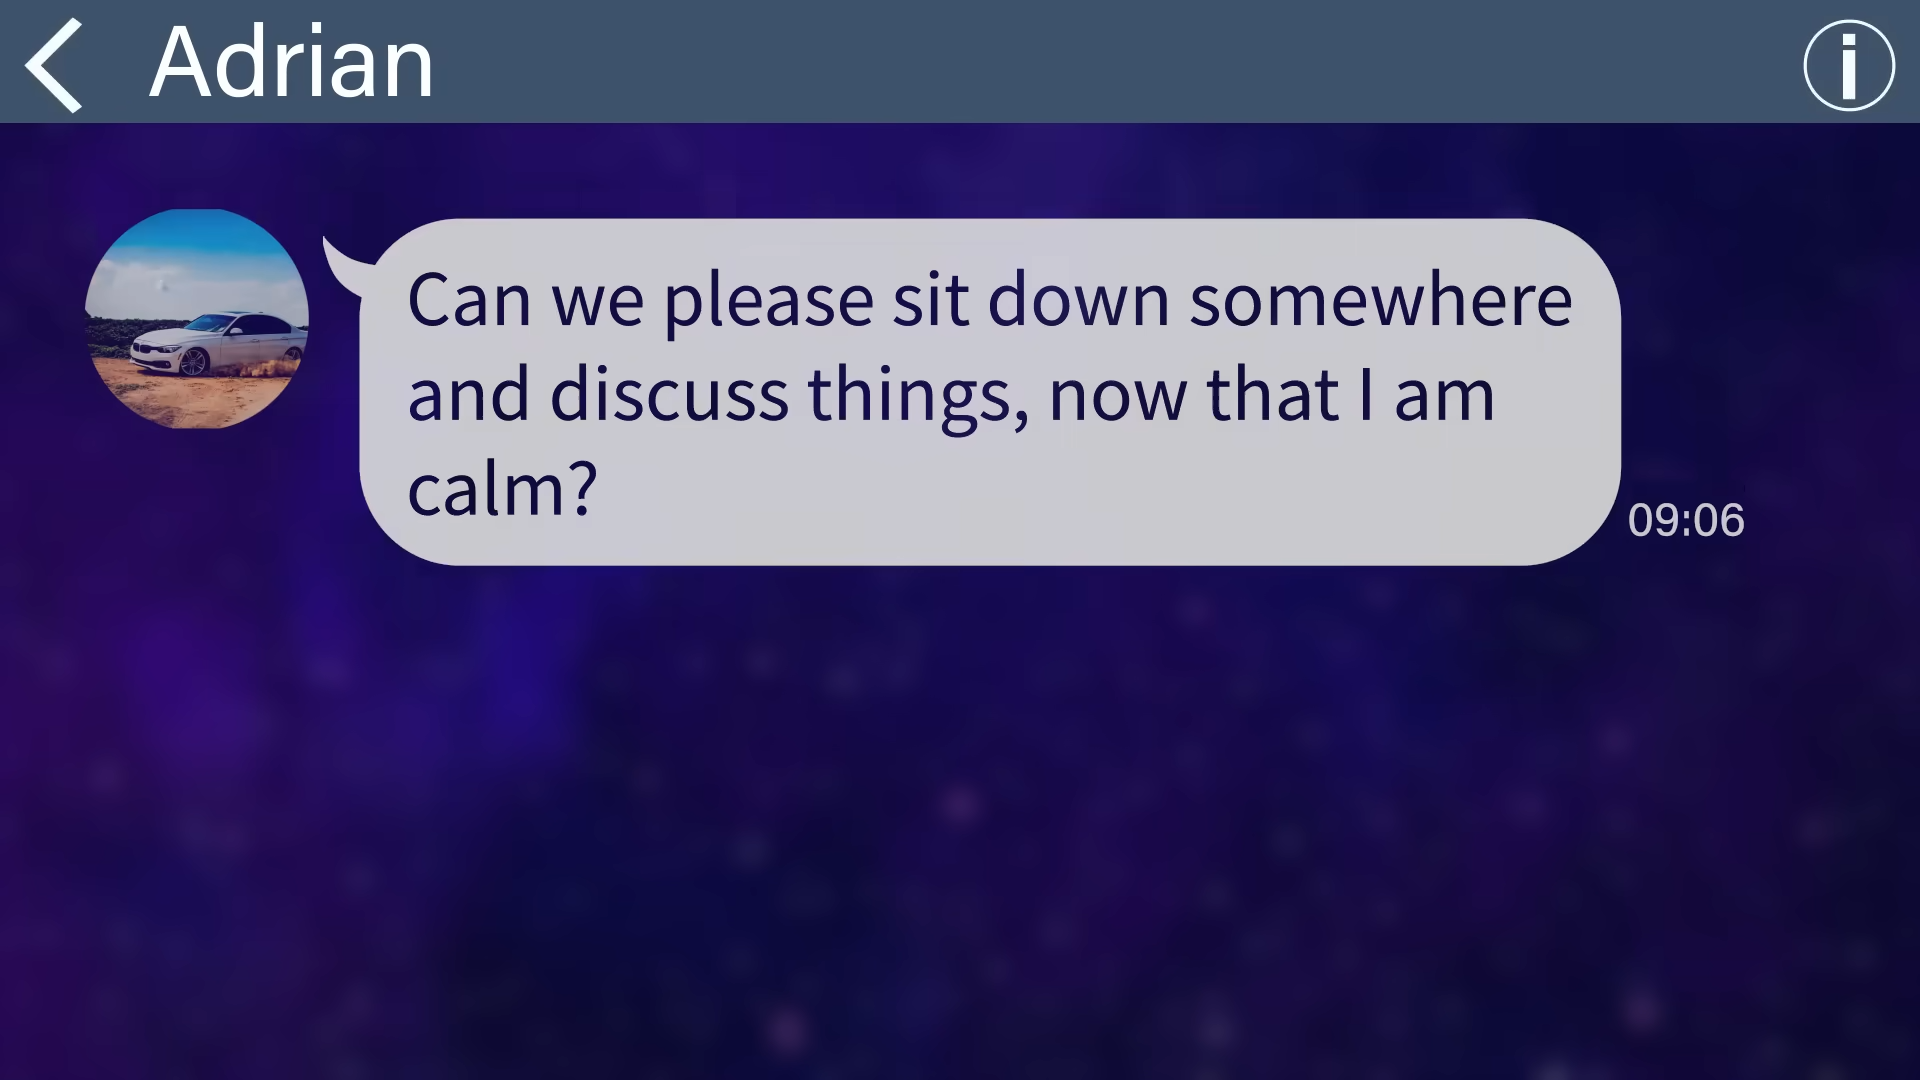 Adrian
Can we please sit down somewhere
and discuss things, now that I am
calm?
09:06